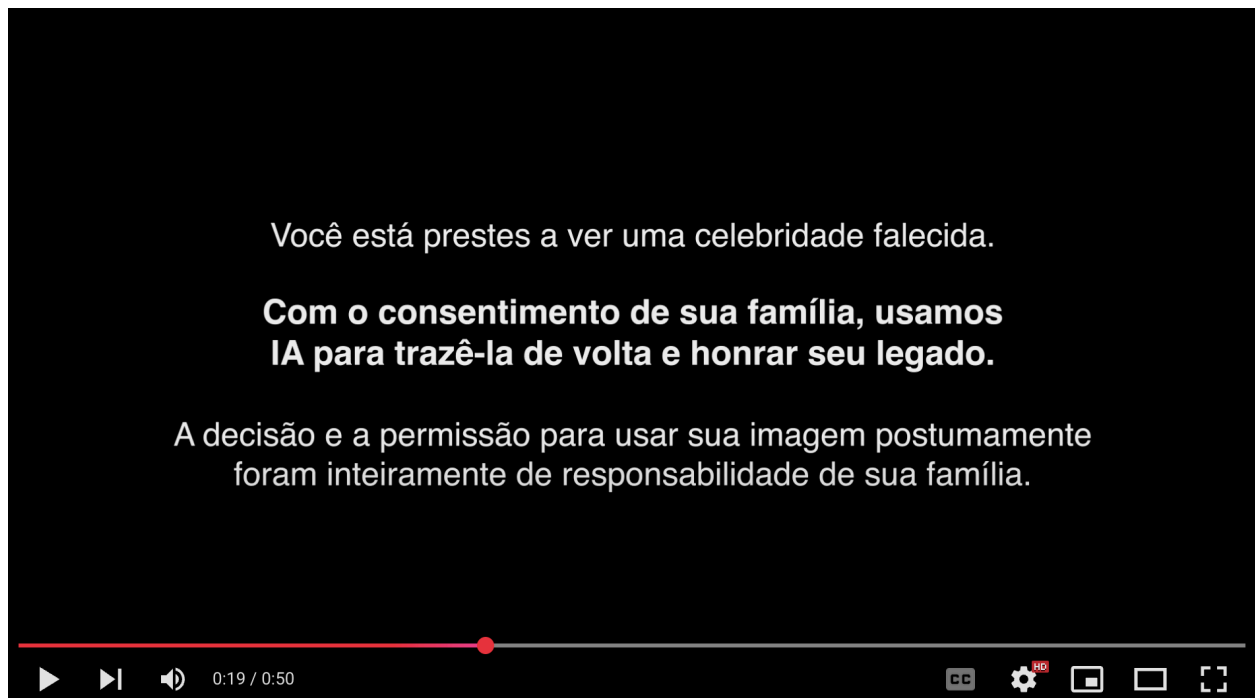 Você está prestes a ver uma celebridade falecida.
Com o consentimento de sua família, usamos
IA para trazê-la de volta e honrar seu legado.
A decisão e a permissão para usar sua imagem postumamente
foram inteiramente de responsabilidade de sua família.
0:19 / 0:50
CC
HD